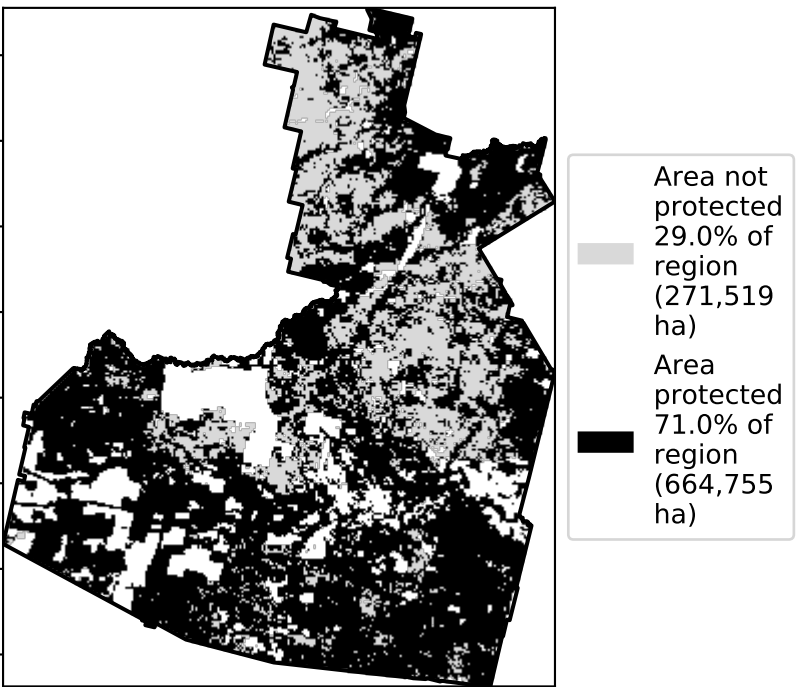 Area not
protected
29.0% of
region
(271,519
ha)
Area
protected
71.0% of
region
(664,755
ha)